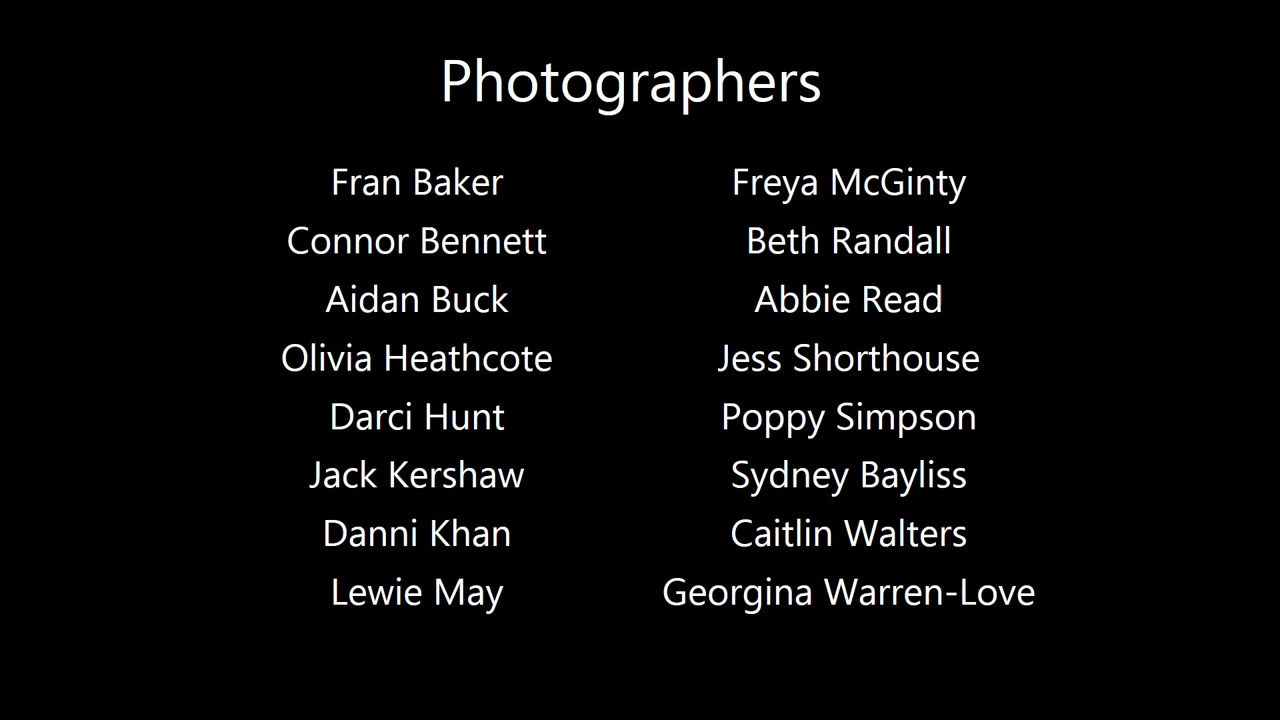 Photographers
Fran Baker
Connor Bennett
Aidan Buck
Olivia Heathcote
Darci Hunt
Jack Kershaw
Danni Khan
Lewie May
Freya McGinty
Beth Randall
Abbie Read
Jess Shorthouse
Poppy Simpson
Sydney Bayliss
Caitlin Walters
Georgina Warren-Love